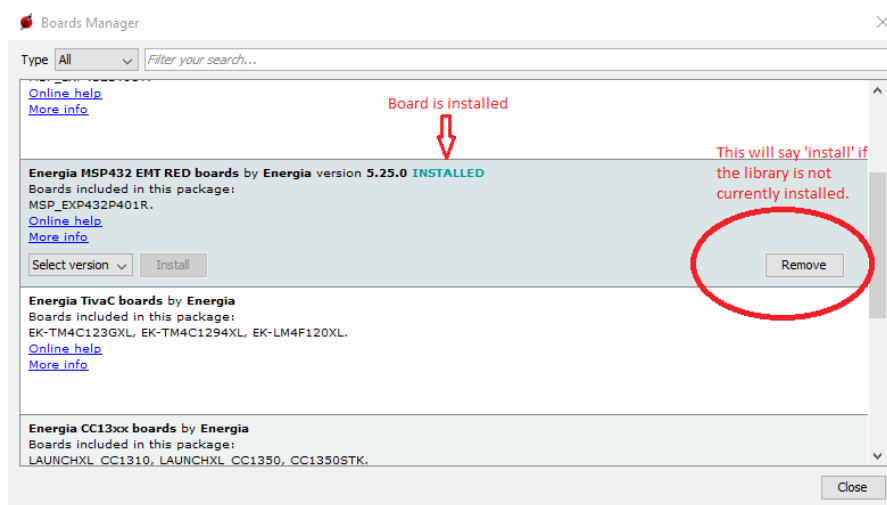 Boards Manager
Type All Filter your search...
Online help
More info
Board is installed
This will say 'install' if
the library is not
currently installed.
Energia MSP432 EMT RED boards by Energia version 5.25.0 INSTALLED
Boards included in this package:
MSP_EXP432P401R.
Online help
More info
Select version Install Remove
Energia TivaC boards by Energia
Boards included in this package:
EK-TM4C123GXL, EK-TM4C1294XL, EK-LM4F120XL.
Online help
More info
Energia CC13xx boards by Energia
Boards included in this package:
LAUNCHXL_CC1310, LAUNCHXL_CC1350, CC1350STK.
Close